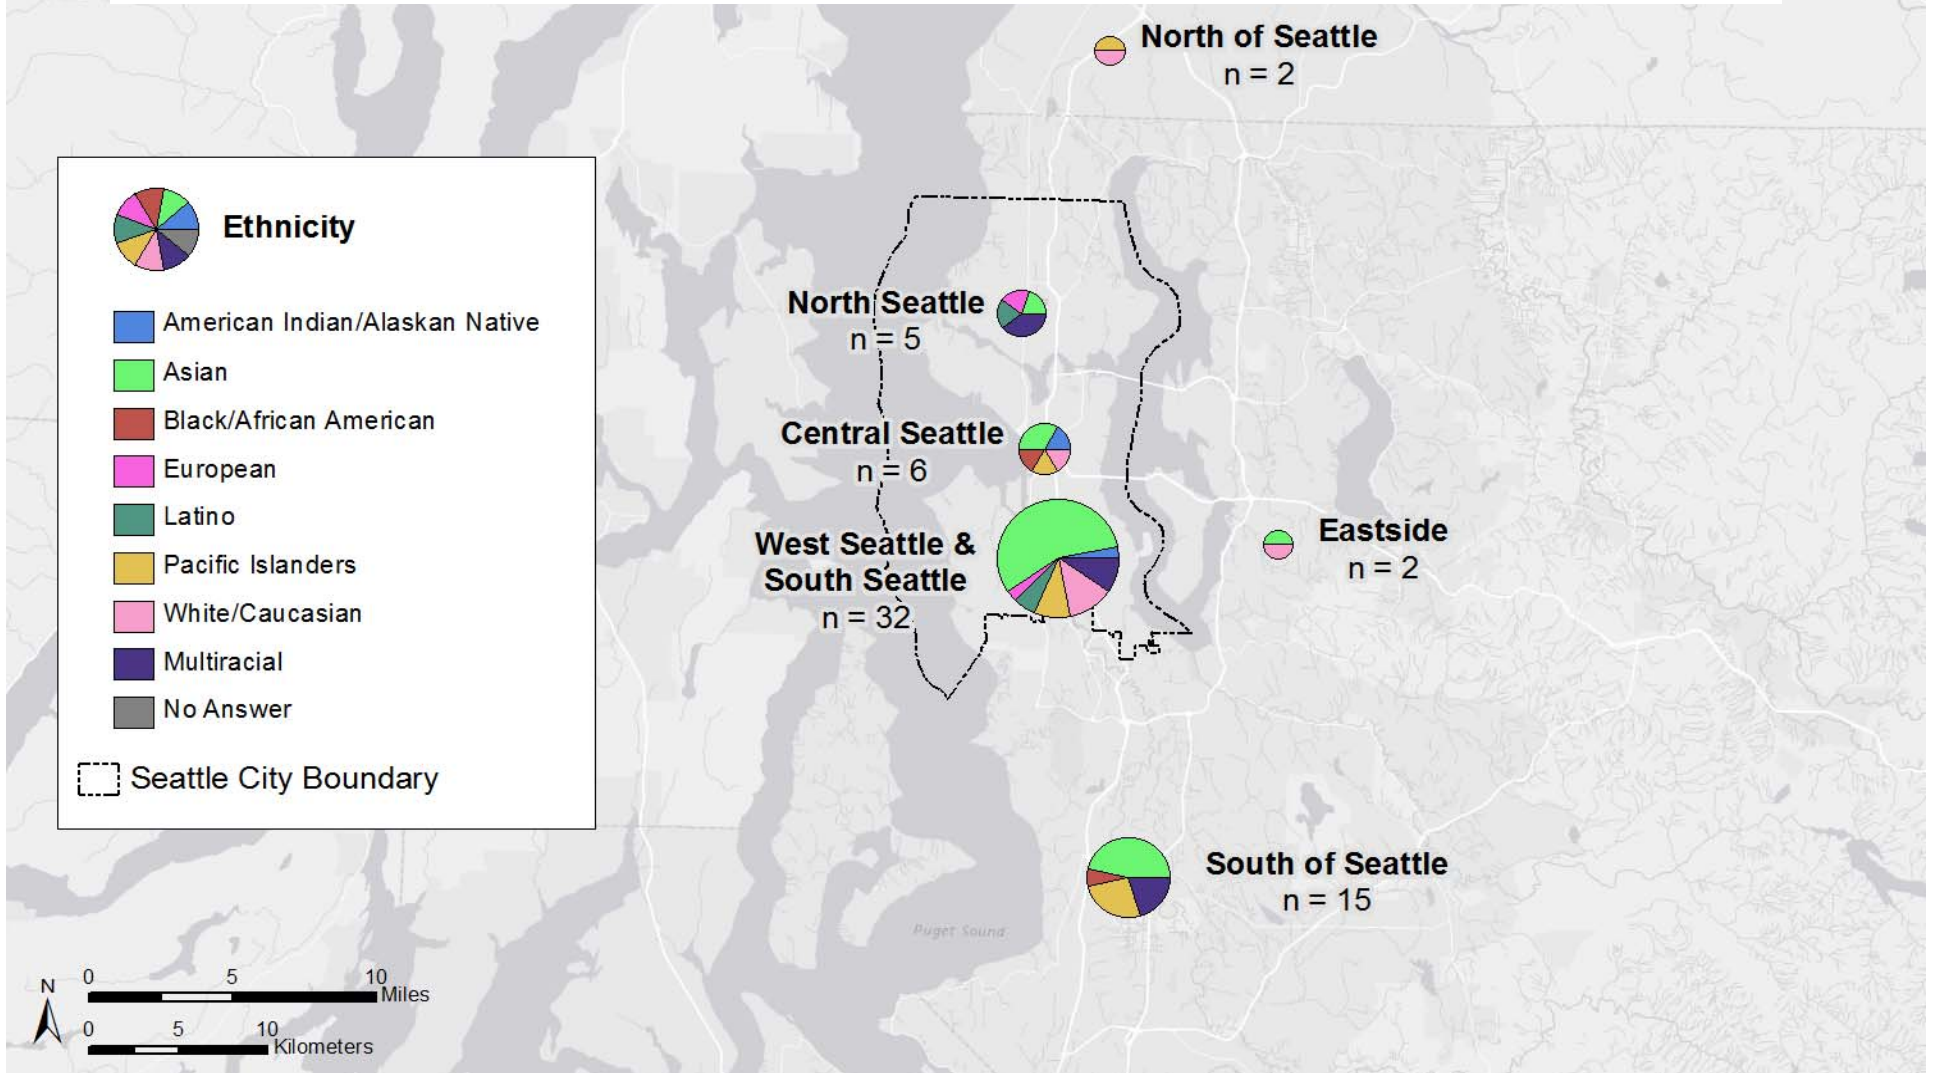 North of Seattle
n = 2
Ethnicity
American Indian/Alaskan Native
Asian
Black/African American
European
Latino
Pacific Islanders
White/Caucasian
Multiracial
No Answer
Seattle City Boundary
North Seattle
n = 5
Central Seattle
n = 6
West Seattle &
South Seattle
n = 32
Eastside
n = 2
South of Seattle
n = 15
Puget Sound
N
0 5 10
Miles
0 5 10
Kilometers